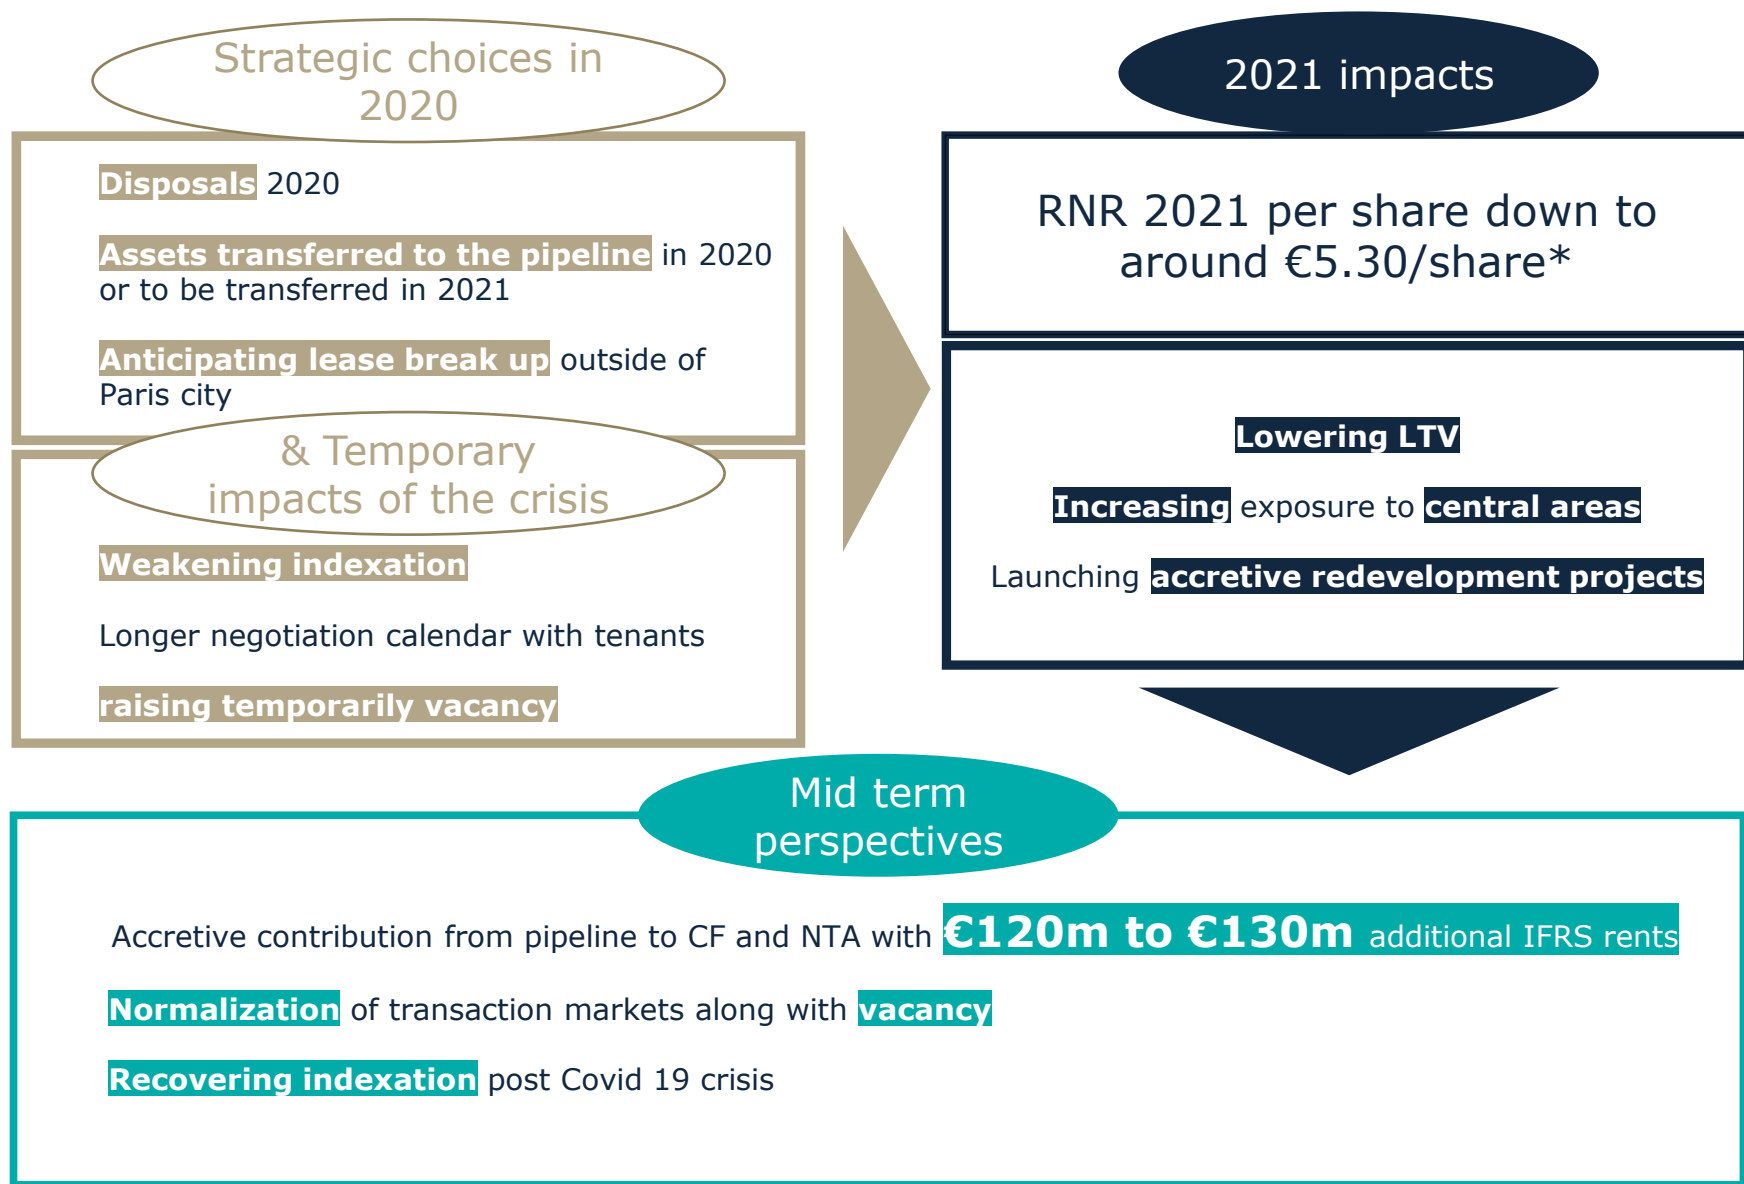 Strategic choices in
2020
Disposals 2020
Assets transferred to the pipeline in 2020
or to be transferred in 2021
Anticipating lease break up outside of
Paris city
& Temporary
impacts of the crisis
Weakening indexation
Longer negotiation calendar with tenants
raising temporarily vacancy
2021 impacts
RNR 2021 per share down to
around €5.30/share*
Lowering LTV
Increasing exposure to central areas
Launching accretive redevelopment projects
Mid term
perspectives
Accretive contribution from pipeline to CF and NTA with €120m to €130m additional IFRS rents
Normalization of transaction markets along with vacancy
Recovering indexation post Covid 19 crisis